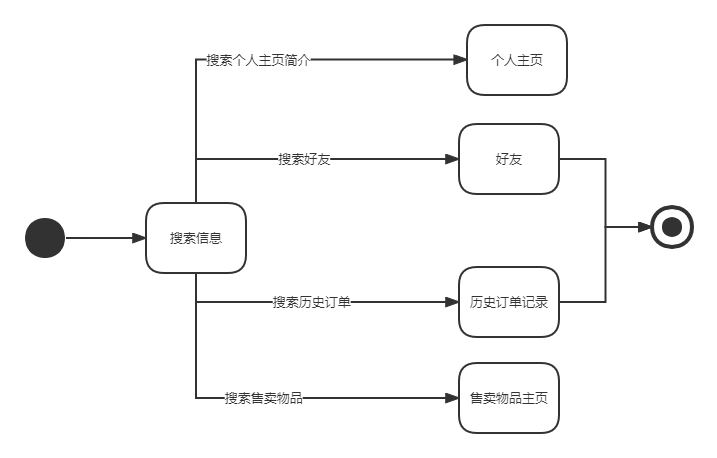 搜索个人主页简介
个人主页
搜索好友
好友
搜索信息
搜索历史订单
历史订单记录
搜索售卖物品
售卖物品主页